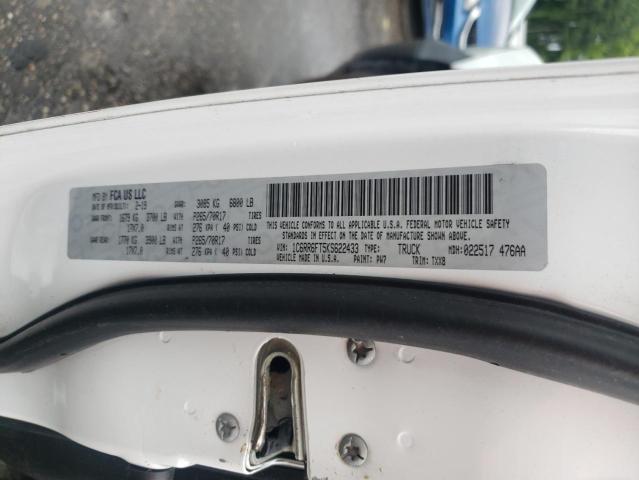 MFD BY FCA US LLC
DATE OF MFR(BUILT): 2-19 GVWR: 3085 KG 6800 LB
GAWR FRONT: 1679 KG 3700 LB WITH P265/70R17 TIRES
17X7.0 RIMS AT 276 KPA ( 40 PSI) COLD
GAWR REAR: 1770 KG 3900 LB WITH P265/70R17 TIRES
17X7.0 RIMS AT 276 KPA ( 40 PSI) COLD
THIS VEHICLE CONFORMS TO ALL APPLICABLE U.S.A. FEDERAL MOTOR VEHICLE SAFETY
STANDARDS IN EFFECT ON THE DATE OF MANUFACTURE SHOWN ABOVE.
VIN: 1C6RR6FT5KS622433 TYPE: TRUCK MDH: 022517 476AA
VEHICLE MADE IN U.S.A. PAINT: PW7 TRIM: TXX8